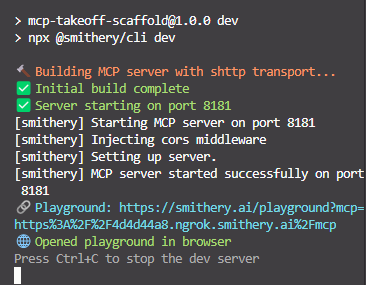 > mcp-takeoff-scaffold@1.0.0 dev
> npx @smithery/cli dev
🔨 Building MCP server with shttp transport...
✅ Initial build complete
✅ Server starting on port 8181
[smithery] Starting MCP server on port 8181
[smithery] Injecting cors middleware
[smithery] Setting up server.
[smithery] MCP server started successfully on port
8181
🔗 Playground: https://smithery.ai/playground?mcp=
https%3A%2F%2F4d4d44a8.ngrok.smithery.ai%2Fmcp
🌐 Opened playground in browser
Press Ctrl+C to stop the dev server